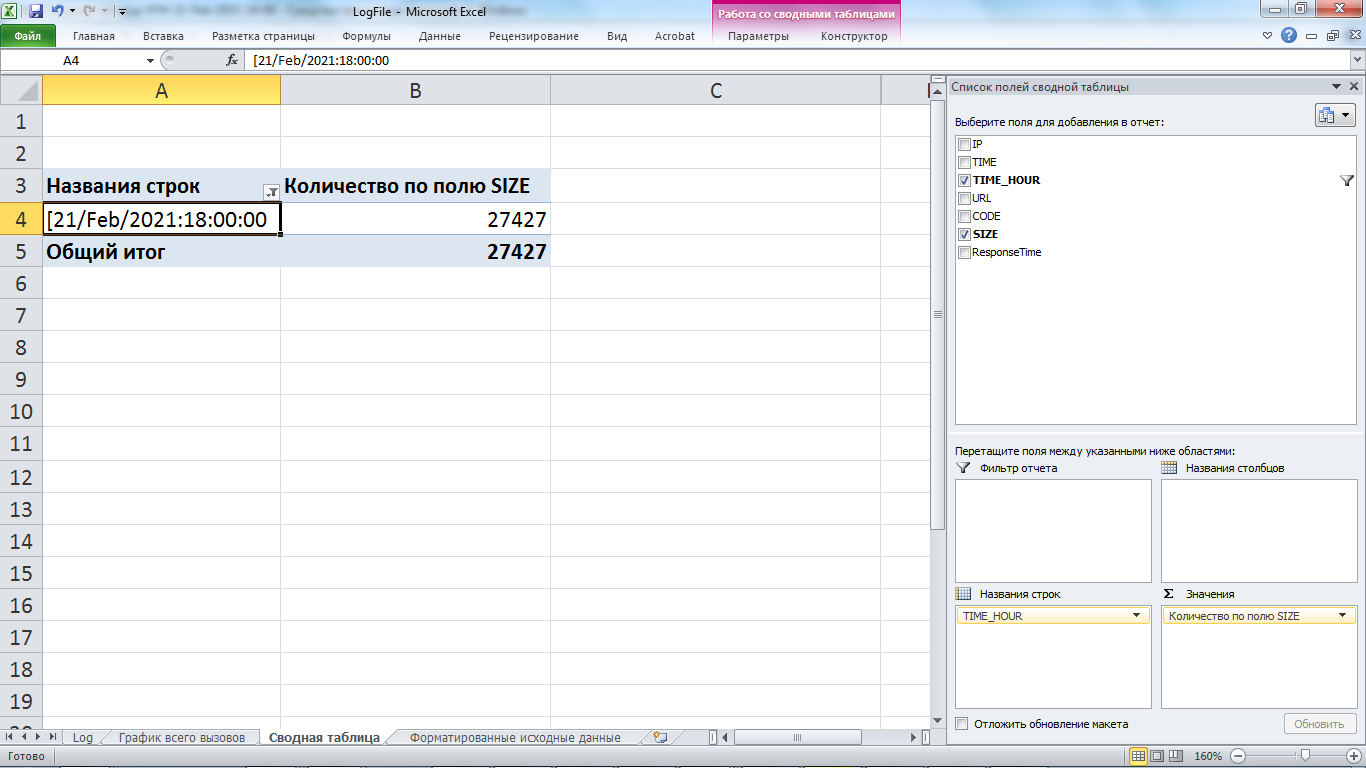 LogFile - Microsoft Excel
Работа со сводными таблицами
Файл Главная Вставка Разметка страницы Формулы Данные Рецензирование Вид Acrobat Параметры Конструктор
A4 fx [21/Feb/2021:18:00:00
A B C
1
2
3 Названия строк Количество по полю SIZE
4 [21/Feb/2021:18:00:00 27427
5 Общий итог 27427
6
7
8
9
10
11
12
13
14
15
16
17
18
19
Список полей сводной таблицы
Выберите поля для добавления в отчет:
IP
TIME
TIME_HOUR
URL
CODE
SIZE
ResponseTime
Перетащите поля между указанными ниже областями:
Фильтр отчета Названия столбцов
Названия строк Σ Значения
TIME_HOUR Количество по полю SIZE
Отложить обновление макета Обновить
Log График всего вызовов Сводная таблица Форматированные исходные данные
Готово 160%